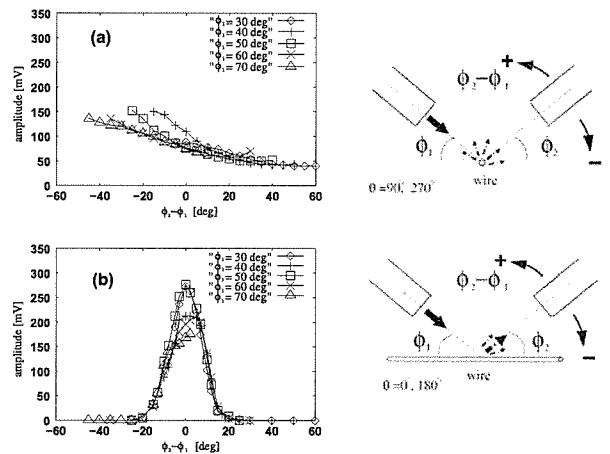 (a)
"ϕ₁= 30 deg"
"ϕ₁= 40 deg"
"ϕ₁= 50 deg"
"ϕ₁= 60 deg"
"ϕ₁= 70 deg"
amplitude [mV]
350
300
250
200
150
100
50
0
−60 −40 −20 0 20 40 60
ϕ₂−ϕ₁ [deg]
+
ϕ₂−ϕ₁
ϕ₁
ϕ₂
−
wire
θ=90°, 270°
(b)
"ϕ₁= 30 deg"
"ϕ₁= 40 deg"
"ϕ₁= 50 deg"
"ϕ₁= 60 deg"
"ϕ₁= 70 deg"
amplitude [mV]
350
300
250
200
150
100
50
0
−60 −40 −20 0 20 40 60
ϕ₂−ϕ₁ [deg]
+
ϕ₂−ϕ₁
ϕ₁
ϕ₂
−
wire
θ=0°, 180°